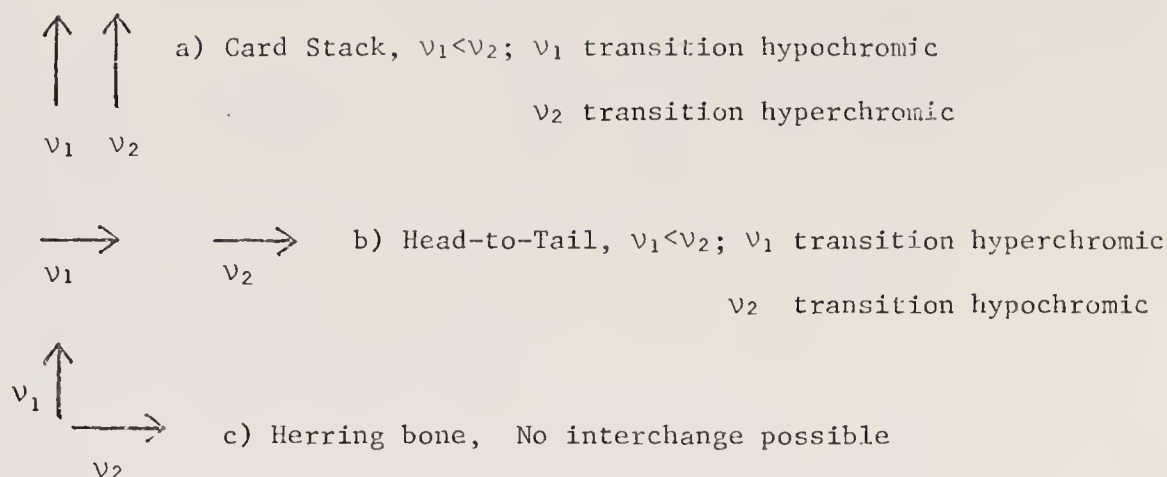 a) Card Stack, ν1<ν2; ν1 transition hypochromic
ν2 transition hyperchromic
ν1 ν2
b) Head-to-Tail, ν1<ν2; ν1 transition hyperchromic
ν1 ν2
ν2 transition hypochromic
ν1
c) Herring bone, No interchange possible
ν2